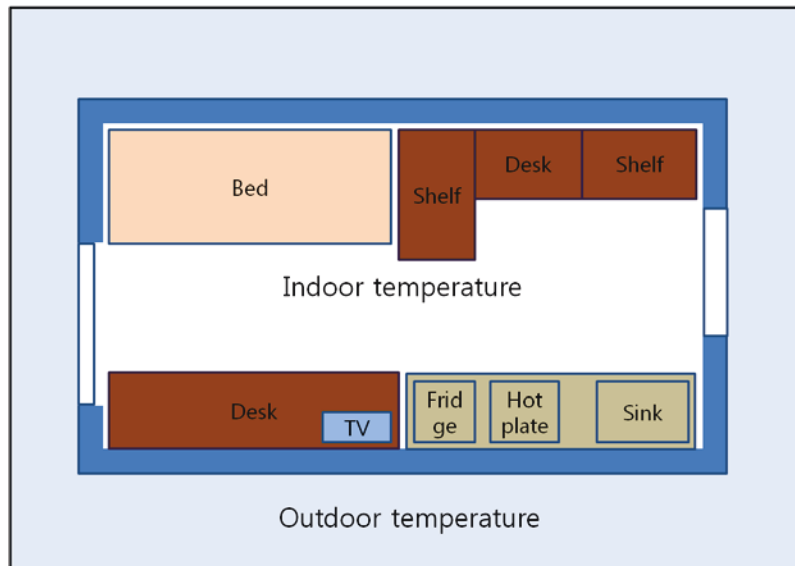 Bed
Shelf
Desk
Shelf
Indoor temperature
Desk
TV
Frid
ge
Hot
plate
Sink
Outdoor temperature